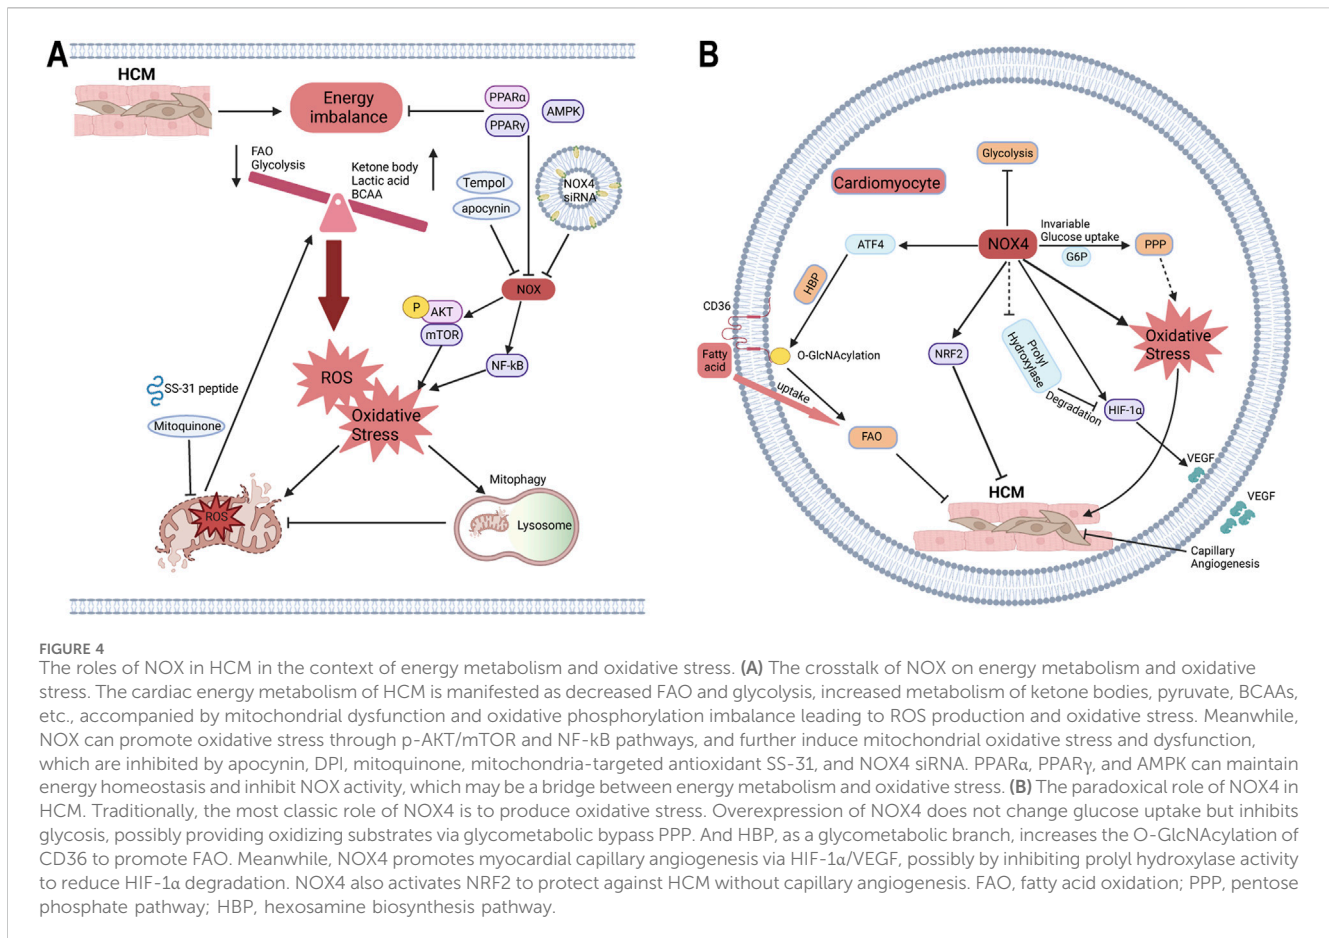 A
HCM
Energy
imbalance
PPARα
PPARγ
AMPK
FAO
Glycolysis
Ketone body
Lactic acid
BCAA
Tempol
apocynin
NOX4
siRNA
NOX
P
AKT
mTOR
NF-kB
ROS
Oxidative
Stress
SS-31 peptide
Mitoquinone
ROS
Mitophagy
Lysosome
B
Cardiomyocyte
Glycolysis
NOX4
Invariable
Glucose uptake
G6P
PPP
ATF4
HBP
CD36
Fatty
acid
O-GlcNAcylation
uptake
FAO
NRF2
Prolyl
Hydroxylase
Degradation
HIF-1α
Oxidative
Stress
VEGF
VEGF
HCM
Capillary
Angiogenesis
FIGURE 4
The roles of NOX in HCM in the context of energy metabolism and oxidative stress. (A) The crosstalk of NOX on energy metabolism and oxidative
stress. The cardiac energy metabolism of HCM is manifested as decreased FAO and glycolysis, increased metabolism of ketone bodies, pyruvate, BCAAs,
etc., accompanied by mitochondrial dysfunction and oxidative phosphorylation imbalance leading to ROS production and oxidative stress. Meanwhile,
NOX can promote oxidative stress through p-AKT/mTOR and NF-kB pathways, and further induce mitochondrial oxidative stress and dysfunction,
which are inhibited by apocynin, DPI, mitoquinone, mitochondria-targeted antioxidant SS-31, and NOX4 siRNA. PPARα, PPARγ, and AMPK can maintain
energy homeostasis and inhibit NOX activity, which may be a bridge between energy metabolism and oxidative stress. (B) The paradoxical role of NOX4 in
HCM. Traditionally, the most classic role of NOX4 is to produce oxidative stress. Overexpression of NOX4 does not change glucose uptake but inhibits
glycosis, possibly providing oxidizing substrates via glycometabolic bypass PPP. And HBP, as a glycometabolic branch, increases the O-GlcNAcylation of
CD36 to promote FAO. Meanwhile, NOX4 promotes myocardial capillary angiogenesis via HIF-1α/VEGF, possibly by inhibiting prolyl hydroxylase activity
to reduce HIF-1α degradation. NOX4 also activates NRF2 to protect against HCM without capillary angiogenesis. FAO, fatty acid oxidation; PPP, pentose
phosphate pathway; HBP, hexosamine biosynthesis pathway.